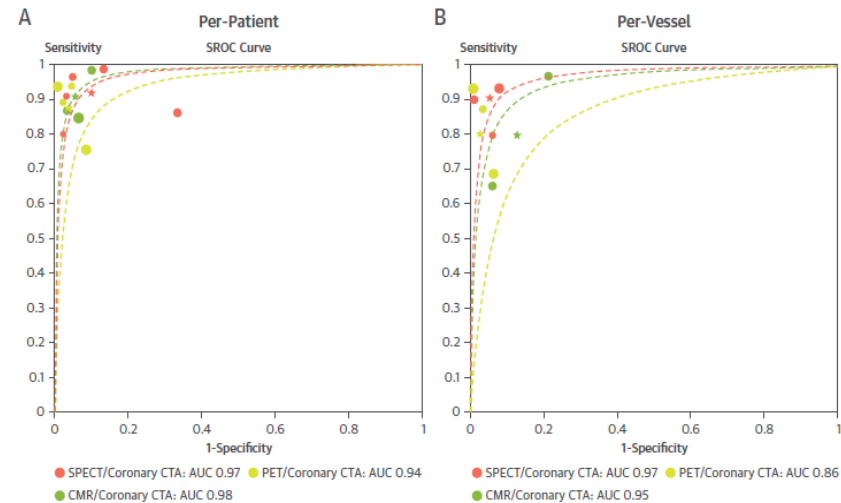 A
Per-Patient
Sensitivity
SROC Curve
1
0.9
0.8
0.7
0.6
0.5
0.4
0.3
0.2
0.1
0
0 0.2 0.4 0.6 0.8 1
1-Specificity
SPECT/Coronary CTA: AUC 0.97 PET/Coronary CTA: AUC 0.94
CMR/Coronary CTA: AUC 0.98
B
Per-Vessel
Sensitivity
SROC Curve
1
0.9
0.8
0.7
0.6
0.5
0.4
0.3
0.2
0.1
0
0 0.2 0.4 0.6 0.8 1
1-Specificity
SPECT/Coronary CTA: AUC 0.97 PET/Coronary CTA: AUC 0.86
CMR/Coronary CTA: AUC 0.95